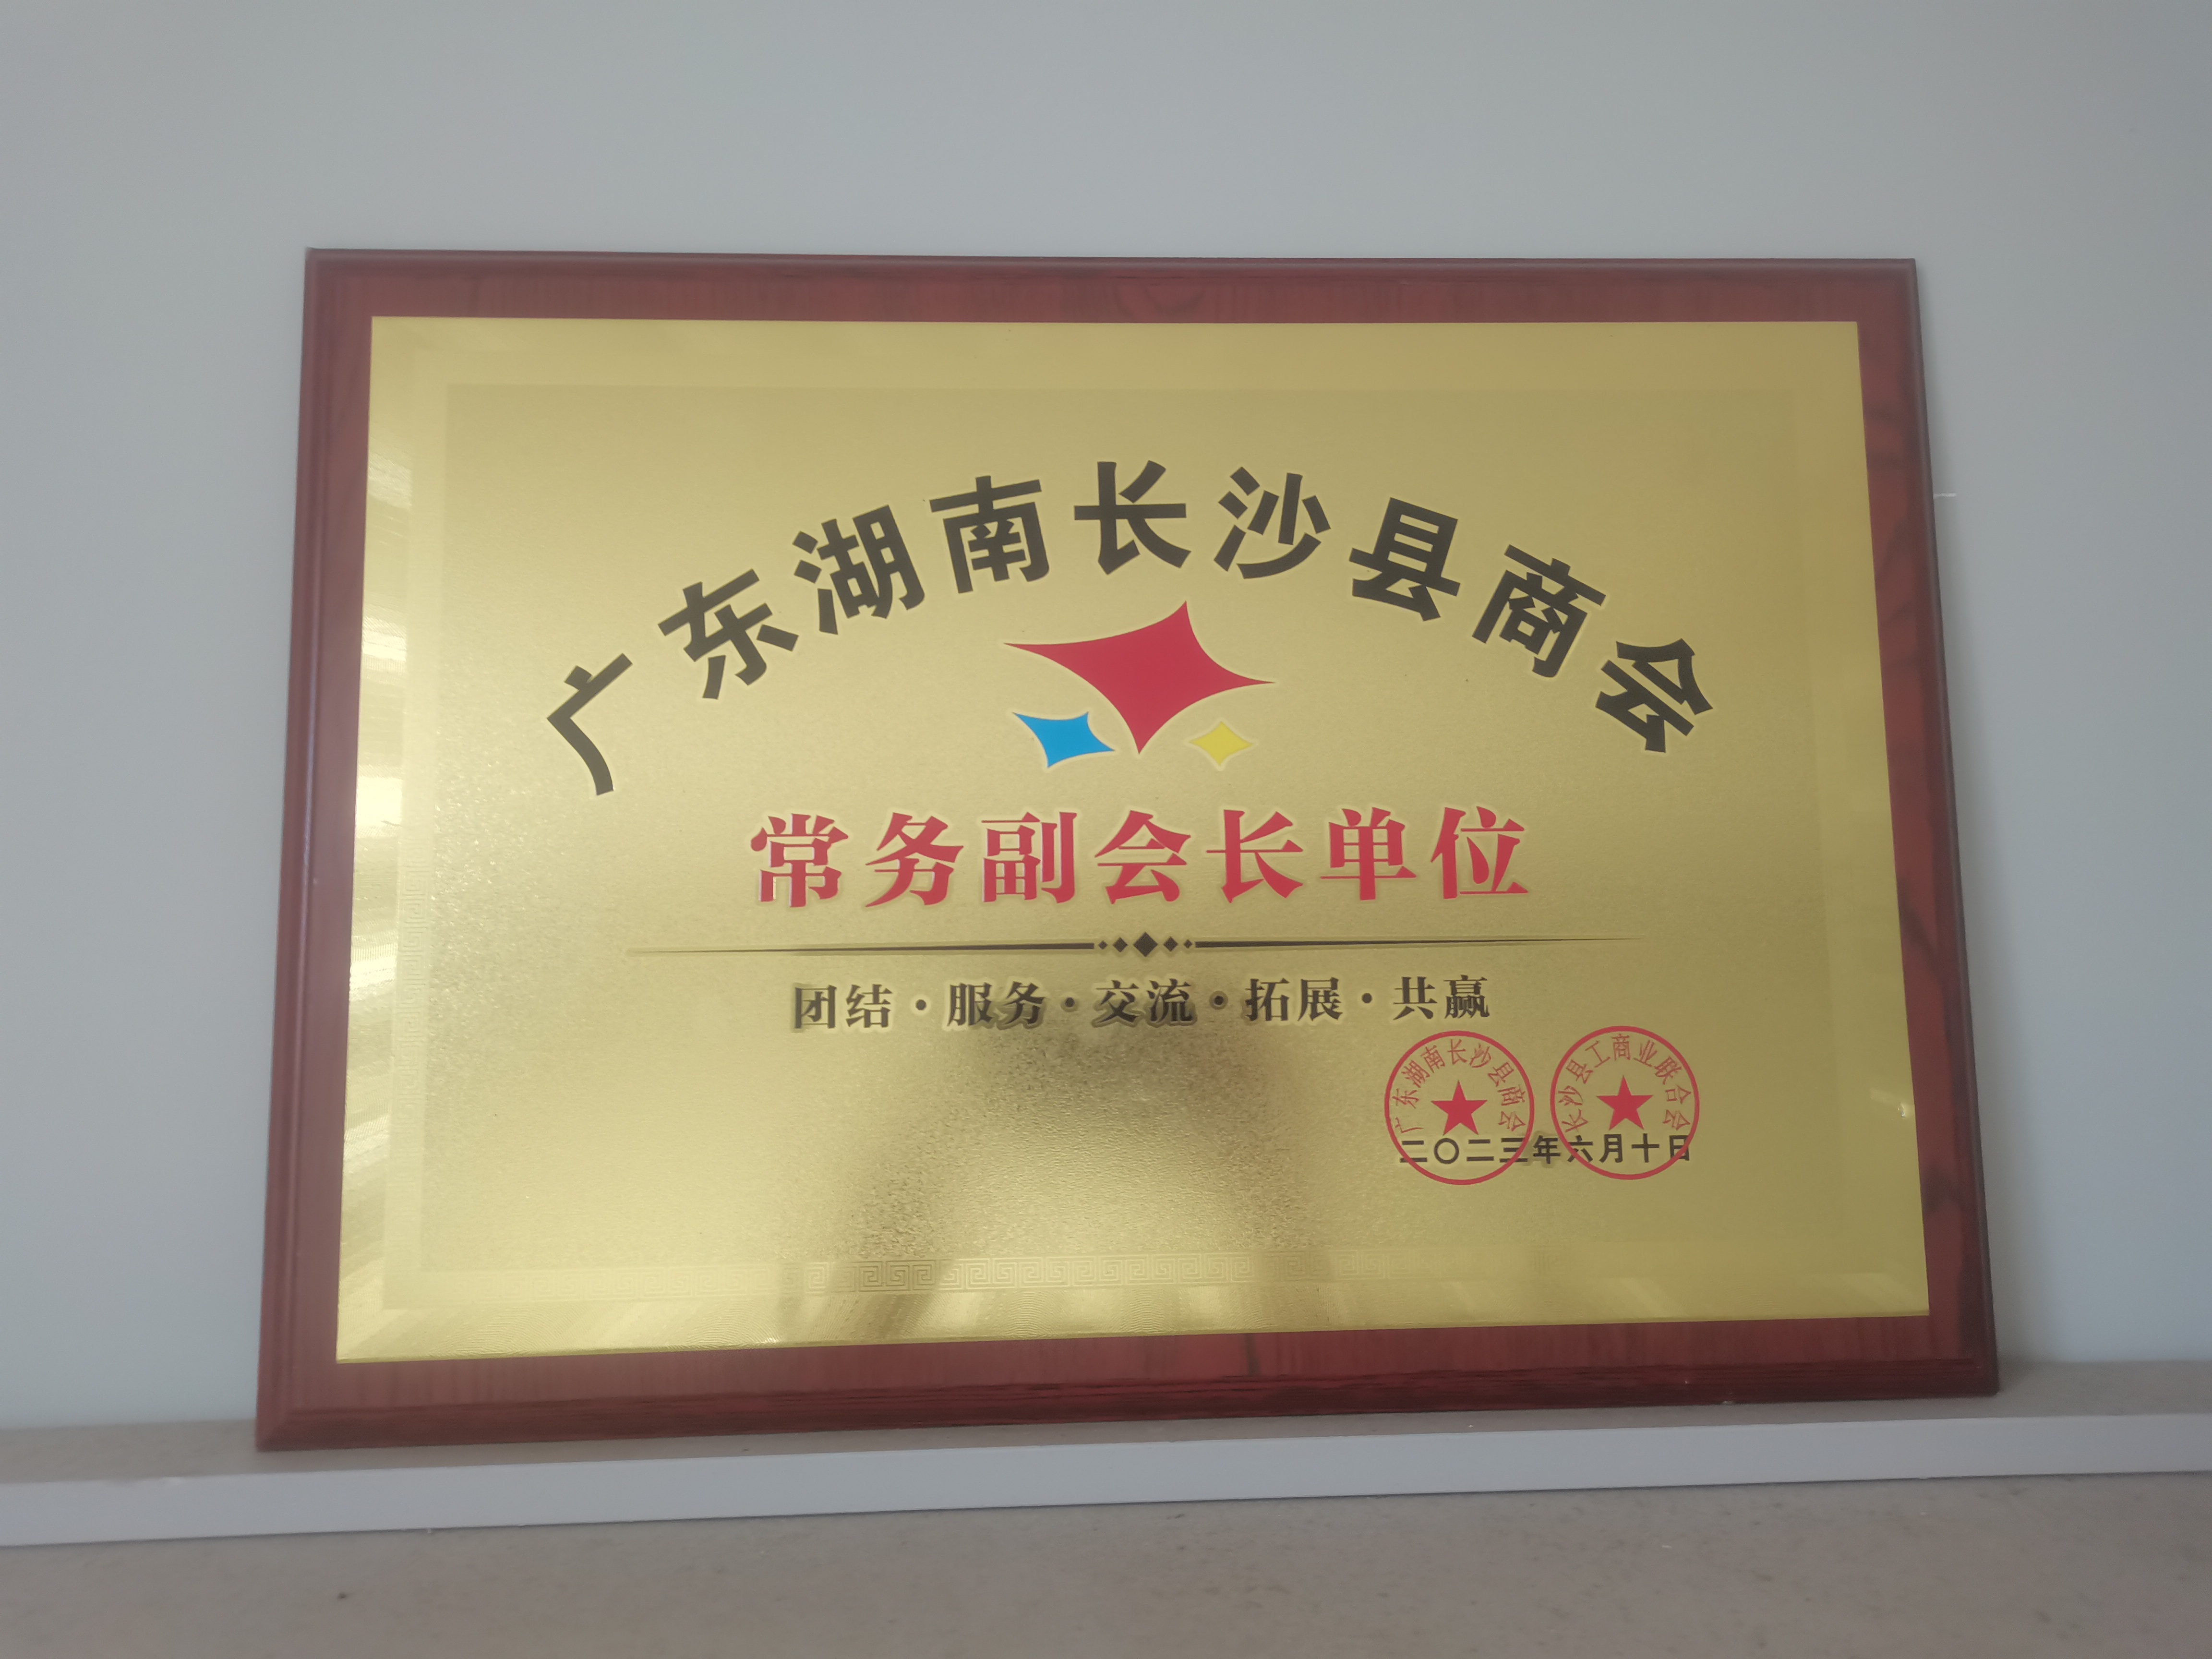 广东湖南长沙县商会
常务副会长单位
团结·服务·交流·拓展·共赢
广东湖南长沙县商会
长沙县工商业联合会
二〇二三年六月十日